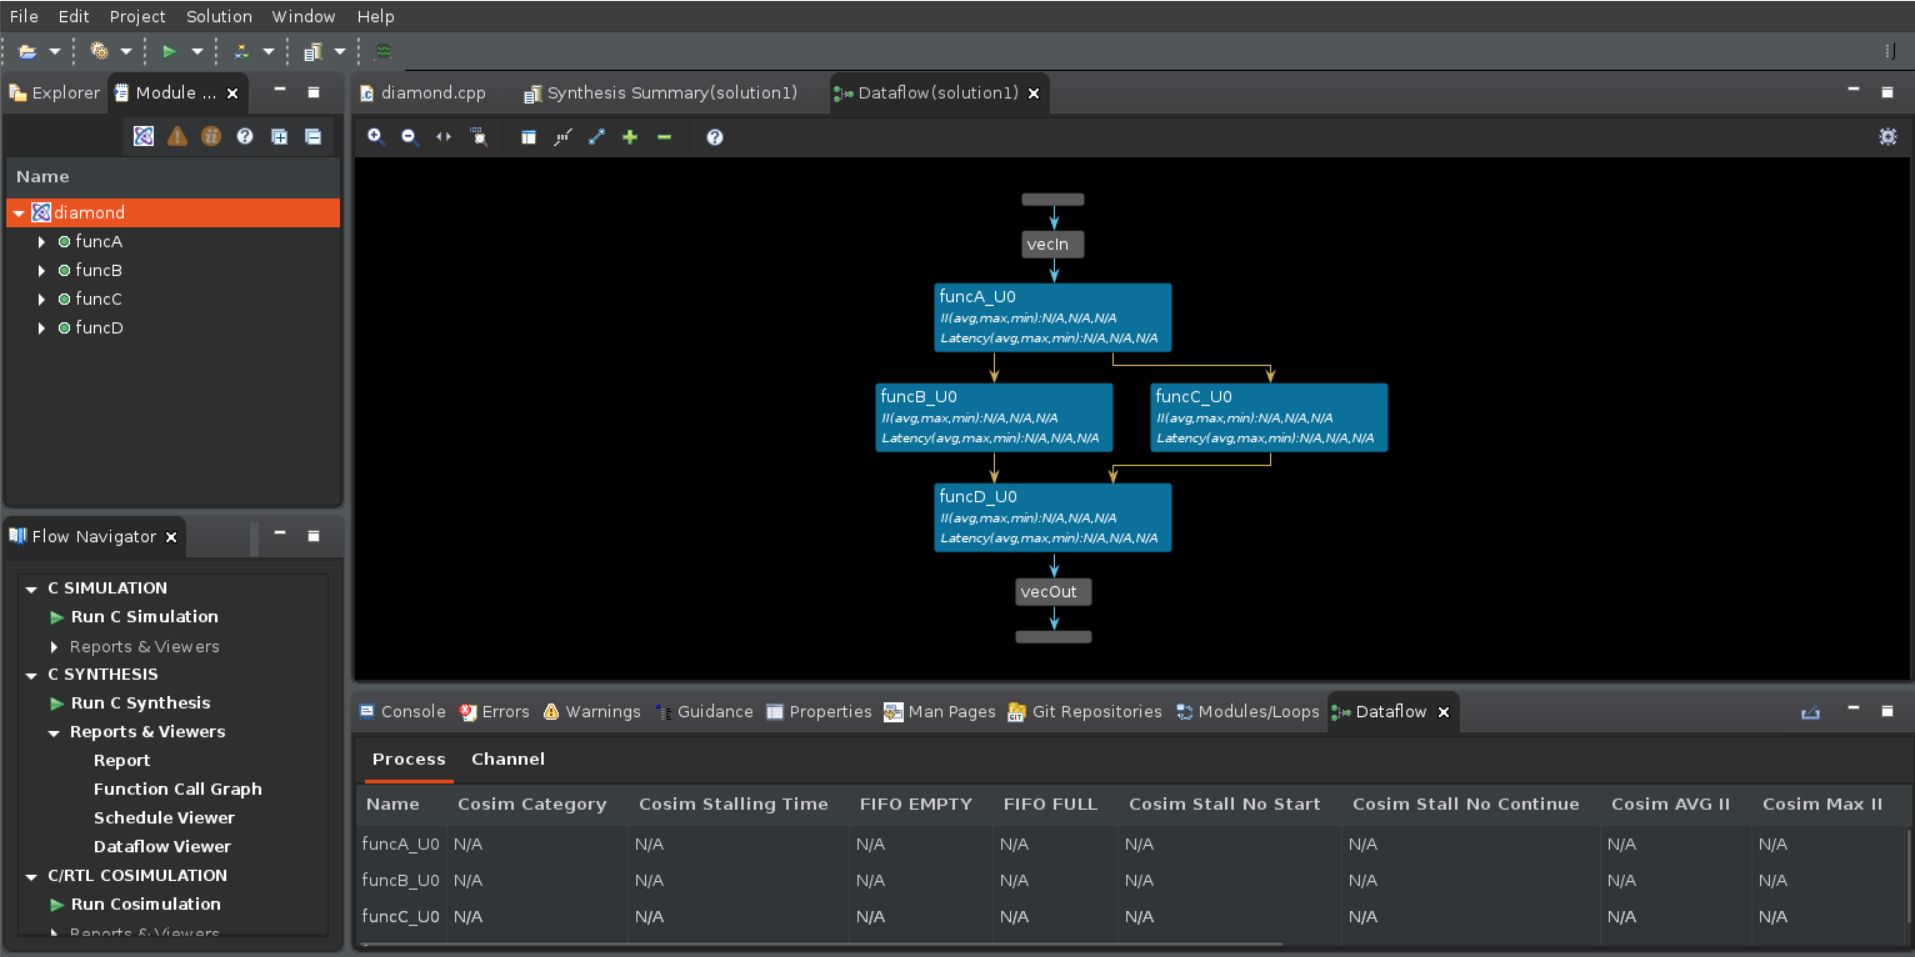 File Edit Project Solution Window Help
Explorer Module ...
Name
diamond
funcA
funcB
funcC
funcD
Flow Navigator
C SIMULATION
Run C Simulation
Reports & Viewers
C SYNTHESIS
Run C Synthesis
Reports & Viewers
Report
Function Call Graph
Schedule Viewer
Dataflow Viewer
C/RTL COSIMULATION
Run Cosimulation
Reports & Viewers
diamond.cpp Synthesis Summary(solution1) Dataflow(solution1)
vecIn
funcA_U0
II(avg,max,min):N/A,N/A,N/A
Latency(avg,max,min):N/A,N/A,N/A
funcB_U0
II(avg,max,min):N/A,N/A,N/A
Latency(avg,max,min):N/A,N/A,N/A
funcC_U0
II(avg,max,min):N/A,N/A,N/A
Latency(avg,max,min):N/A,N/A,N/A
funcD_U0
II(avg,max,min):N/A,N/A,N/A
Latency(avg,max,min):N/A,N/A,N/A
vecOut
Console Errors Warnings Guidance Properties Man Pages Git Repositories Modules/Loops Dataflow
Process Channel
Name Cosim Category Cosim Stalling Time FIFO EMPTY FIFO FULL Cosim Stall No Start Cosim Stall No Continue Cosim AVG II Cosim Max II
funcA_U0 N/A N/A N/A N/A N/A N/A N/A N/A
funcB_U0 N/A N/A N/A N/A N/A N/A N/A N/A
funcC_U0 N/A N/A N/A N/A N/A N/A N/A N/A